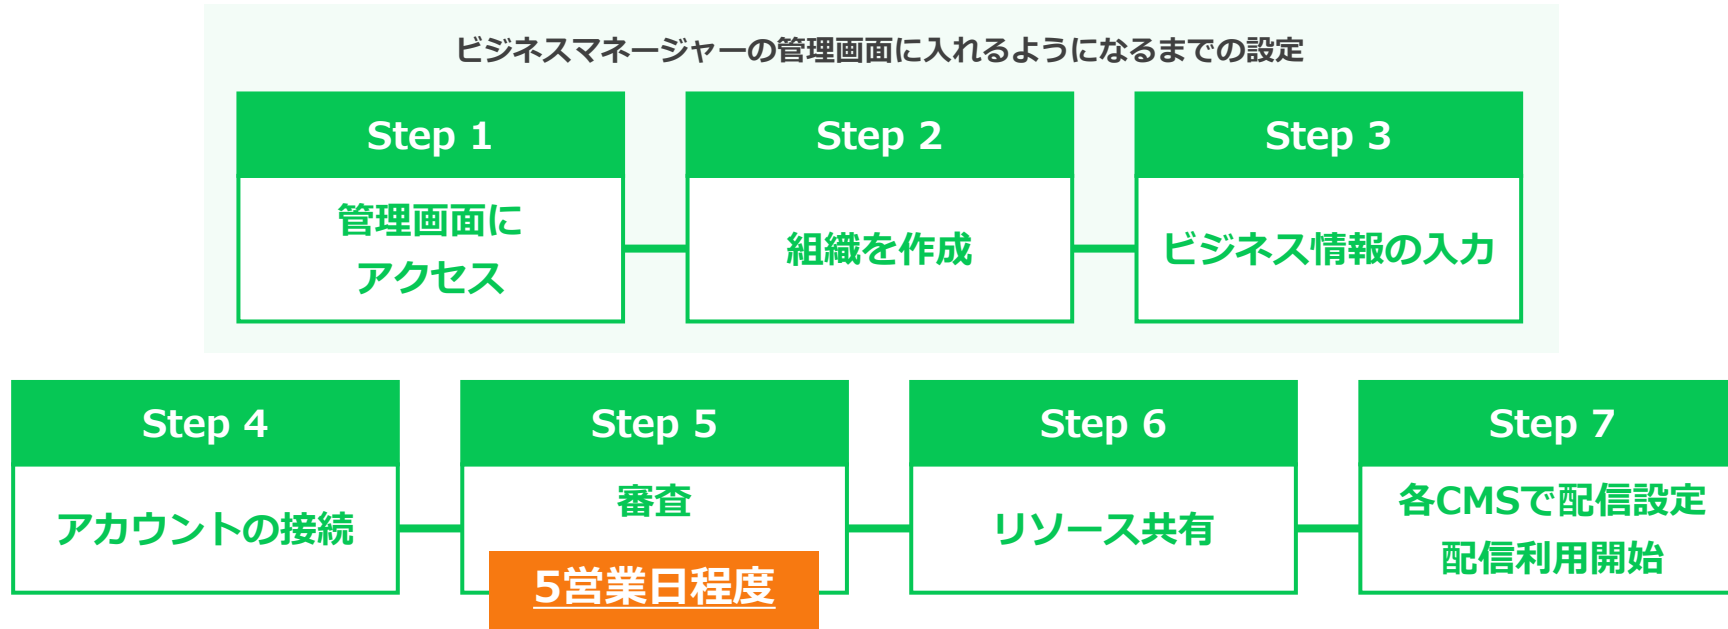 ビジネスマネージャーの管理画面に入れるようになるまでの設定
Step 1
管理画面に
アクセス
Step 2
組織を作成
Step 3
ビジネス情報の入力
Step 4
アカウントの接続
Step 5
審査
5営業日程度
Step 6
リソース共有
Step 7
各CMSで配信設定
配信利用開始